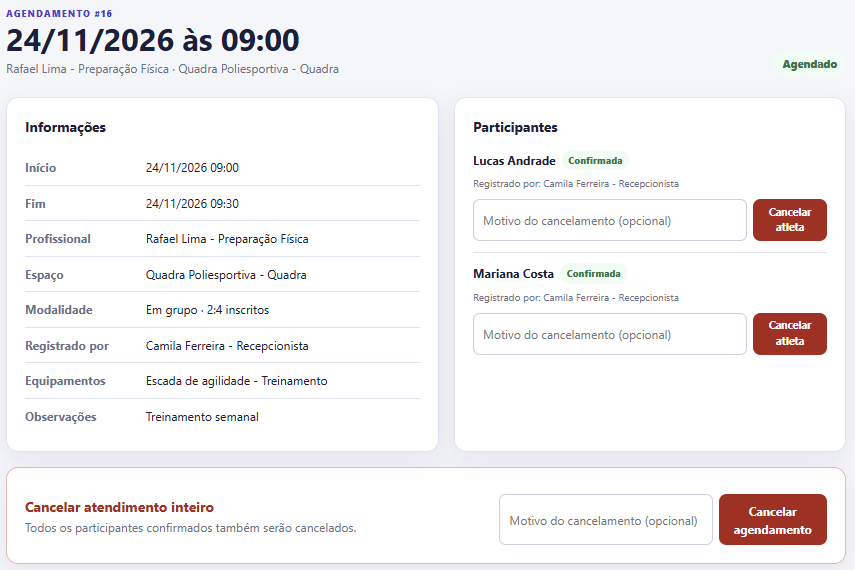 AGENDAMENTO #16
24/11/2026 às 09:00
Rafael Lima - Preparação Física · Quadra Poliesportiva - Quadra
Agendado
Informações
Início 24/11/2026 09:00
Fim 24/11/2026 09:30
Profissional Rafael Lima - Preparação Física
Espaço Quadra Poliesportiva - Quadra
Modalidade Em grupo · 2:4 inscritos
Registrado por Camila Ferreira - Recepcionista
Equipamentos Escada de agilidade - Treinamento
Observações Treinamento semanal
Participantes
Lucas Andrade Confirmada
Registrado por: Camila Ferreira - Recepcionista
Motivo do cancelamento (opcional)
Cancelar
atleta
Mariana Costa Confirmada
Registrado por: Camila Ferreira - Recepcionista
Motivo do cancelamento (opcional)
Cancelar
atleta
Cancelar atendimento inteiro
Todos os participantes confirmados também serão cancelados.
Motivo do cancelamento (opcional)
Cancelar
agendamento